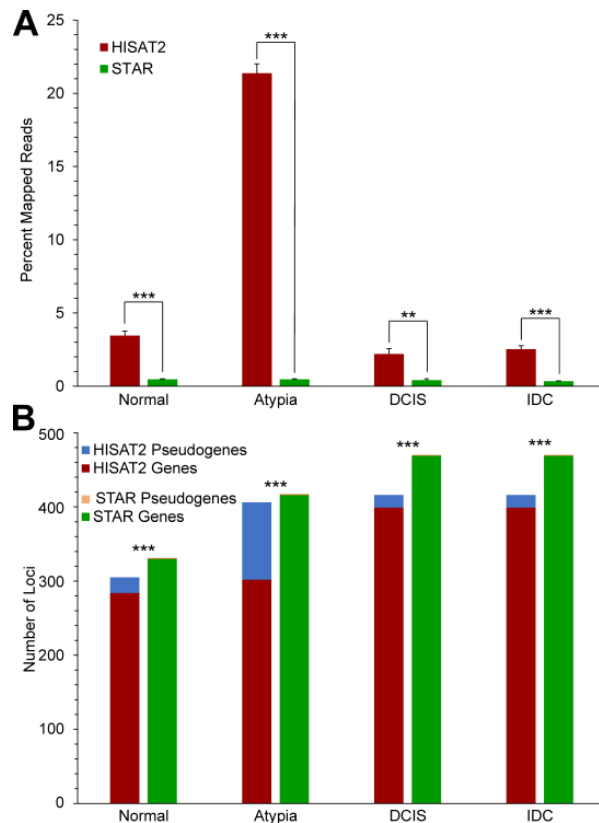 A
25
20
15
10
5
0
Percent Mapped Reads
HISAT2
STAR
***
***
**
***
Normal Atypia DCIS IDC
B
500
400
300
200
100
0
Number of Loci
HISAT2 Pseudogenes
HISAT2 Genes
STAR Pseudogenes
STAR Genes
***
***
***
***
Normal Atypia DCIS IDC